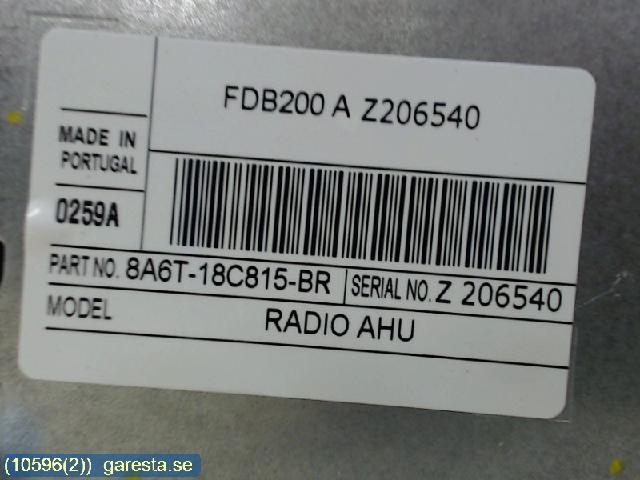 FDB200 A Z206540
MADE IN
PORTUGAL
0259A
PART NO. 8A6T-18C815-BR SERIAL NO. Z 206540
MODEL RADIO AHU
(10596(2)) garesta.se